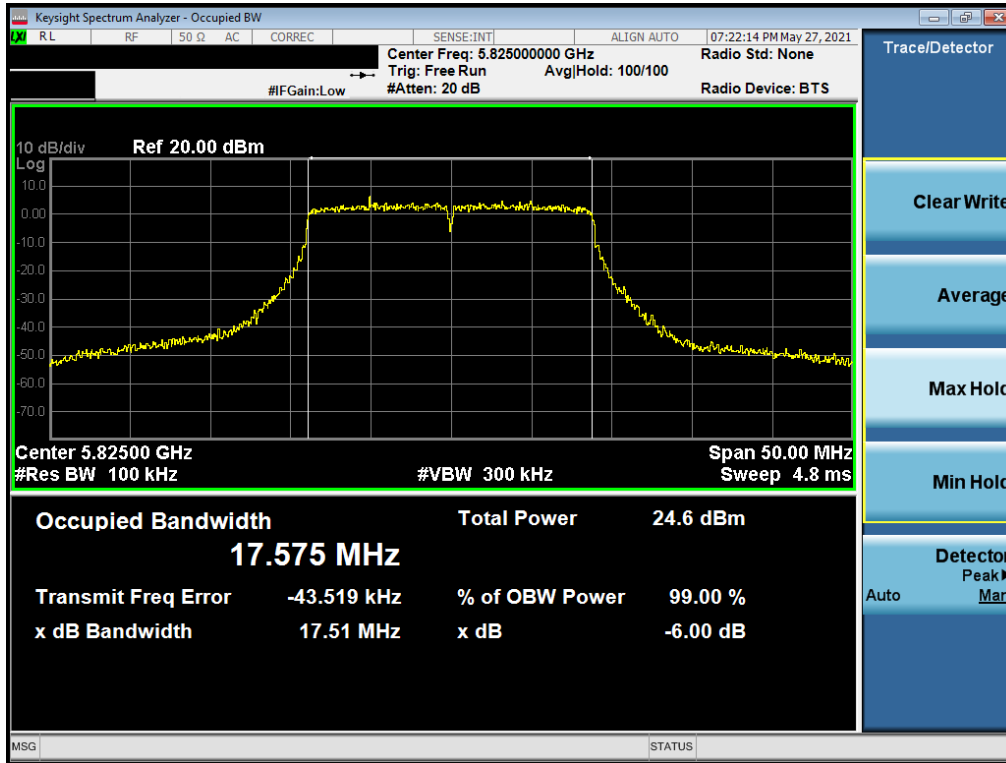 Keysight Spectrum Analyzer - Occupied BW
LXI RL RF 50 Ω AC CORREC SENSE:INT ALIGN AUTO 07:22:14 PM May 27, 2021
Center Freq: 5.825000000 GHz Radio Std: None
Trig: Free Run Avg|Hold: 100/100
#IFGain:Low #Atten: 20 dB Radio Device: BTS
10 dB/div Ref 20.00 dBm
Log
10.0
0.00
-10.0
-20.0
-30.0
-40.0
-50.0
-60.0
-70.0
Center 5.82500 GHz Span 50.00 MHz
#Res BW 100 kHz #VBW 300 kHz Sweep 4.8 ms
Occupied Bandwidth Total Power 24.6 dBm
17.575 MHz
Transmit Freq Error -43.519 kHz % of OBW Power 99.00 %
x dB Bandwidth 17.51 MHz x dB -6.00 dB
MSG STATUS
Trace/Detector
Clear Write
Average
Max Hold
Min Hold
Detector
Peak
Auto Man